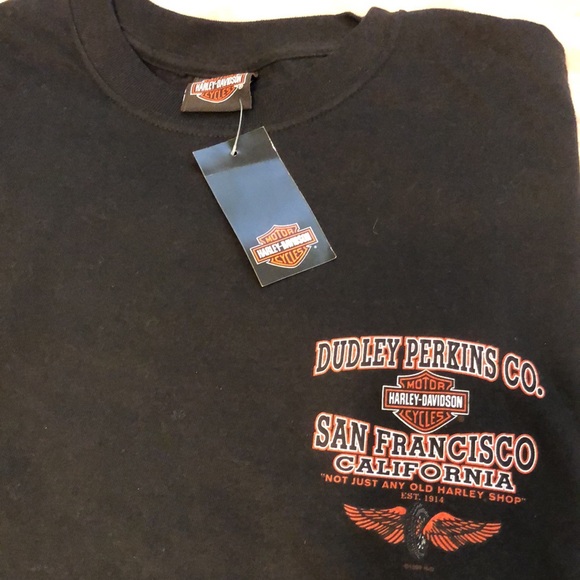 HARLEY-DAVIDSON
CYCLES
MOTOR
HARLEY-DAVIDSON
CYCLES
DUDLEY PERKINS CO.
MOTOR
HARLEY-DAVIDSON
CYCLES
SAN FRANCISCO
CALIFORNIA
"NOT JUST ANY OLD HARLEY SHOP"
EST. 1914